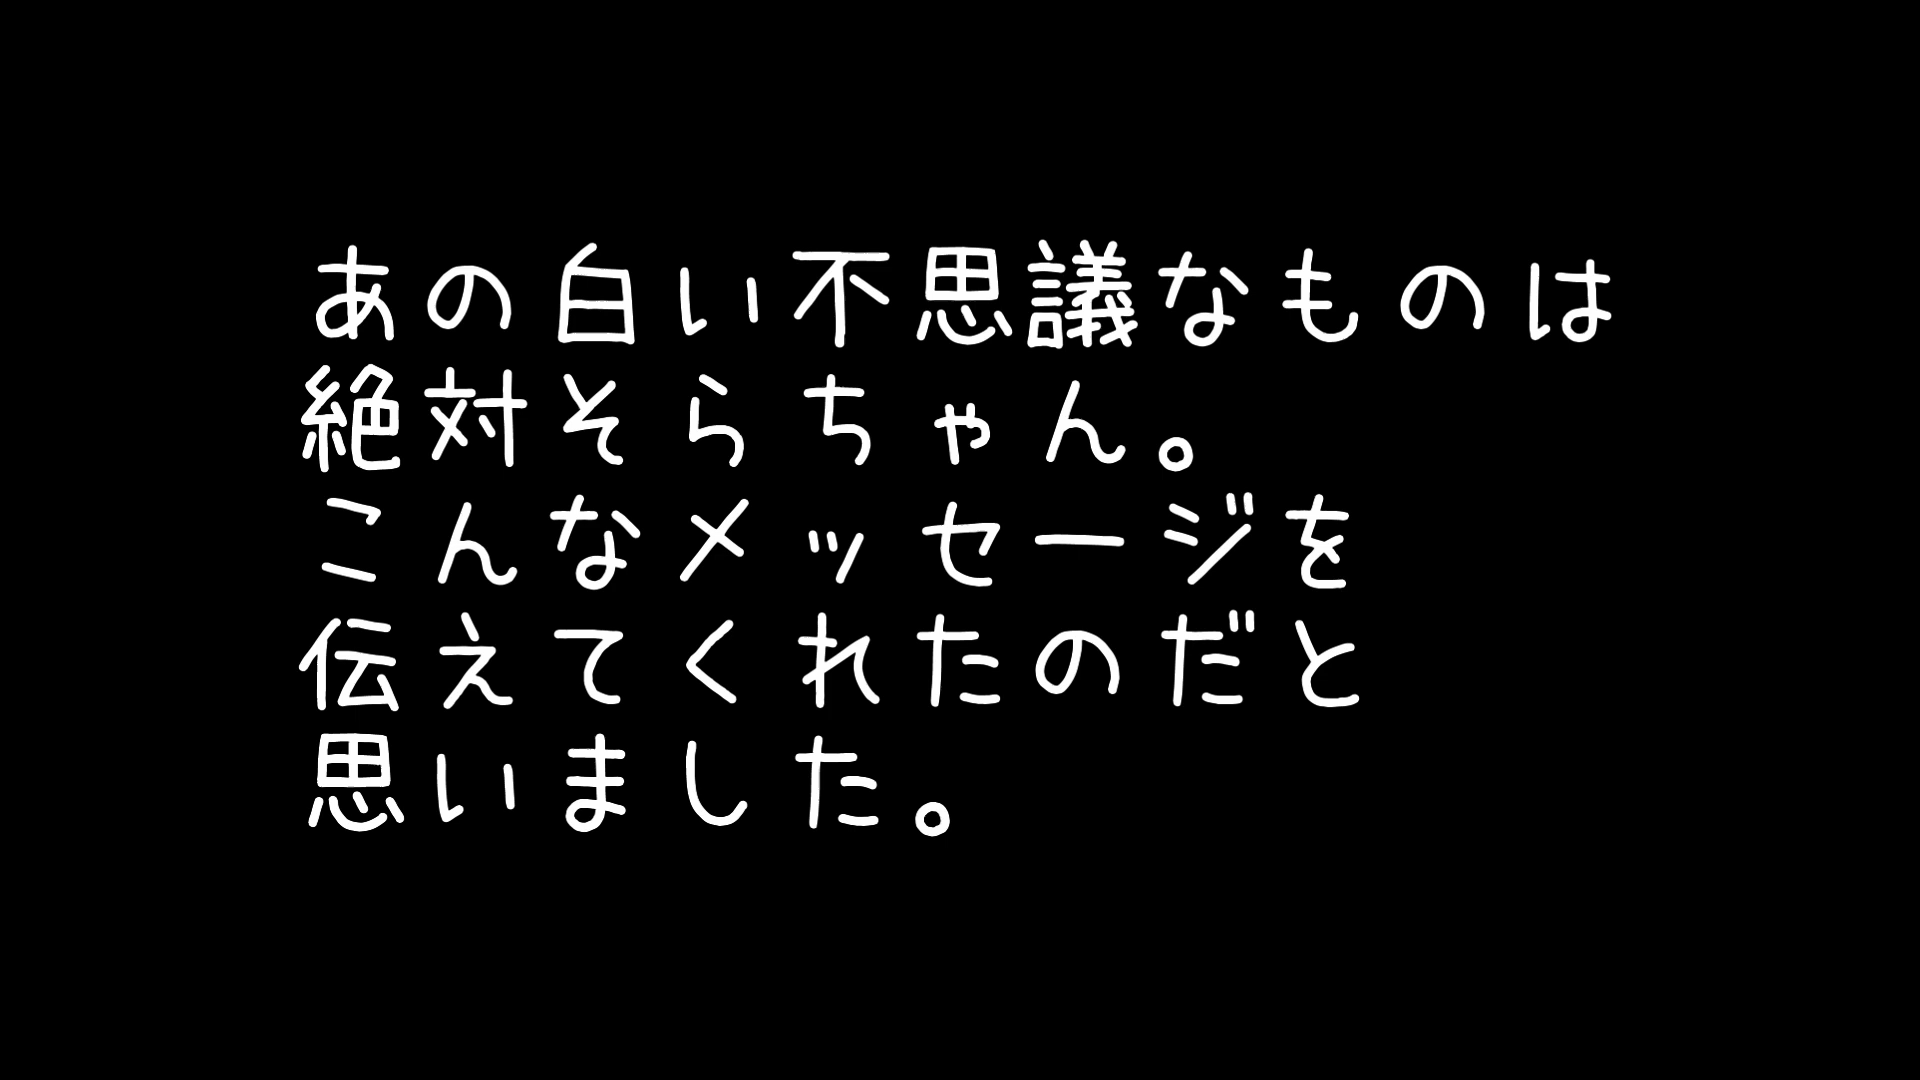 あの白い不思議なものは
絶対そらちゃん。
こんなメッセージを
伝えてくれたのだと
思いました。